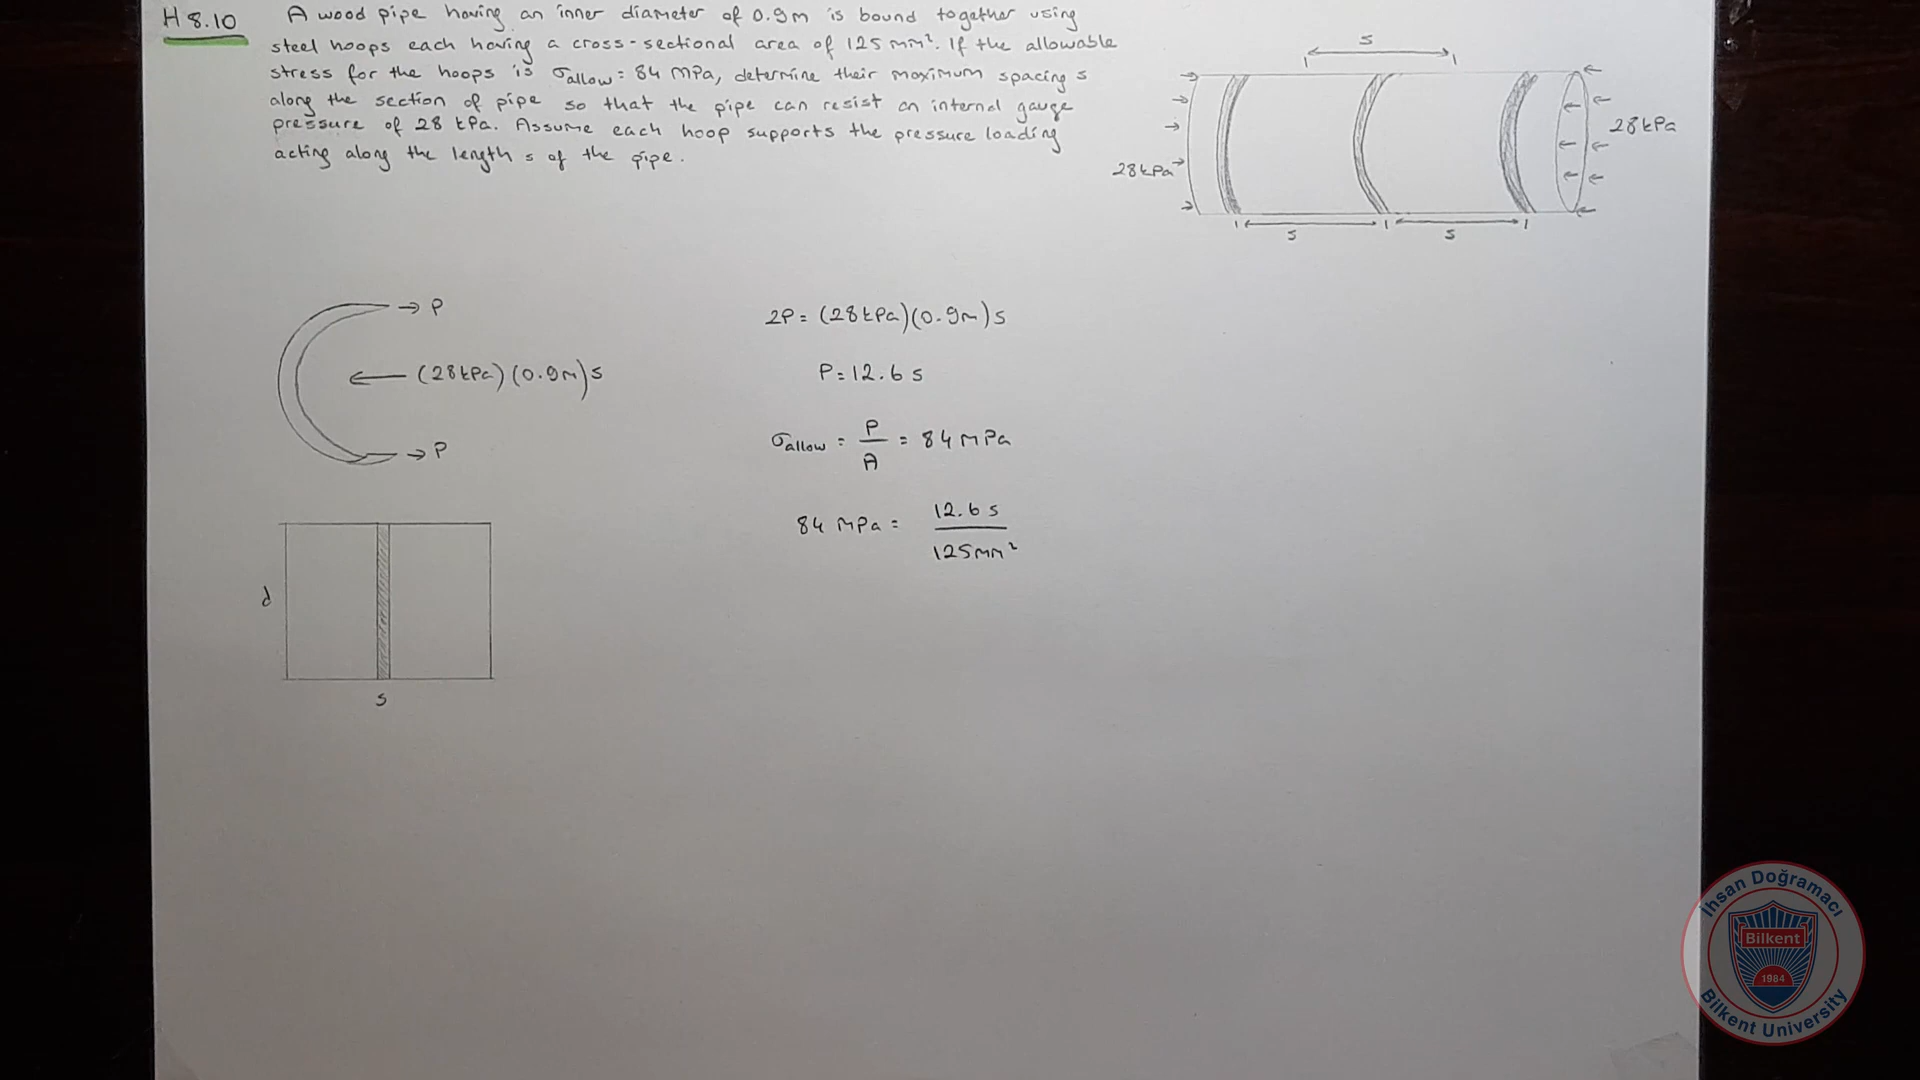 H 8.10
A wood pipe having an inner diameter of 0.9m is bound together using
steel hoops each having a cross-sectional area of 125 mm². If the allowable
stress for the hoops is σallow = 84 MPa, determine their maximum spacing s
along the section of pipe so that the pipe can resist an internal gauge
pressure of 28 kPa. Assume each hoop supports the pressure loading
acting along the length s of the pipe.
s
28kPa
28kPa
s
s
P
(28kPa)(0.9m)s
P
d
s
2P = (28kPa)(0.9m)s
P = 12.6 s
σallow = P/A = 84 MPa
84 MPa = 12.6 s / 125mm²
İhsan Doğramacı
Bilkent
1984
Bilkent University